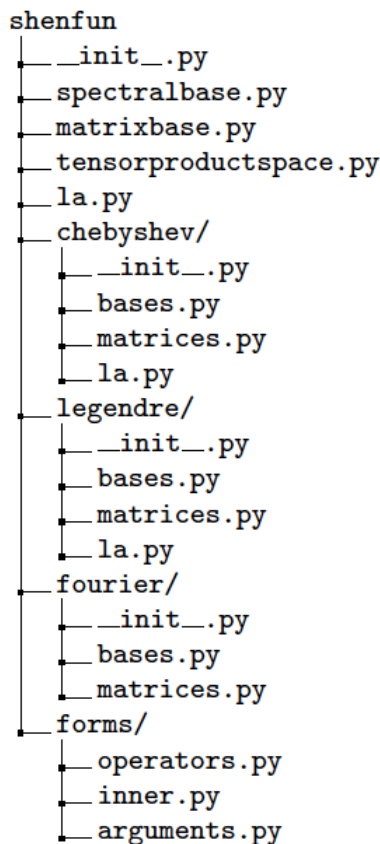 shenfun
__init__.py
spectralbase.py
matrixbase.py
tensorproductspace.py
la.py
chebyshev/
__init__.py
bases.py
matrices.py
la.py
legendre/
__init__.py
bases.py
matrices.py
la.py
fourier/
__init__.py
bases.py
matrices.py
forms/
operators.py
inner.py
arguments.py